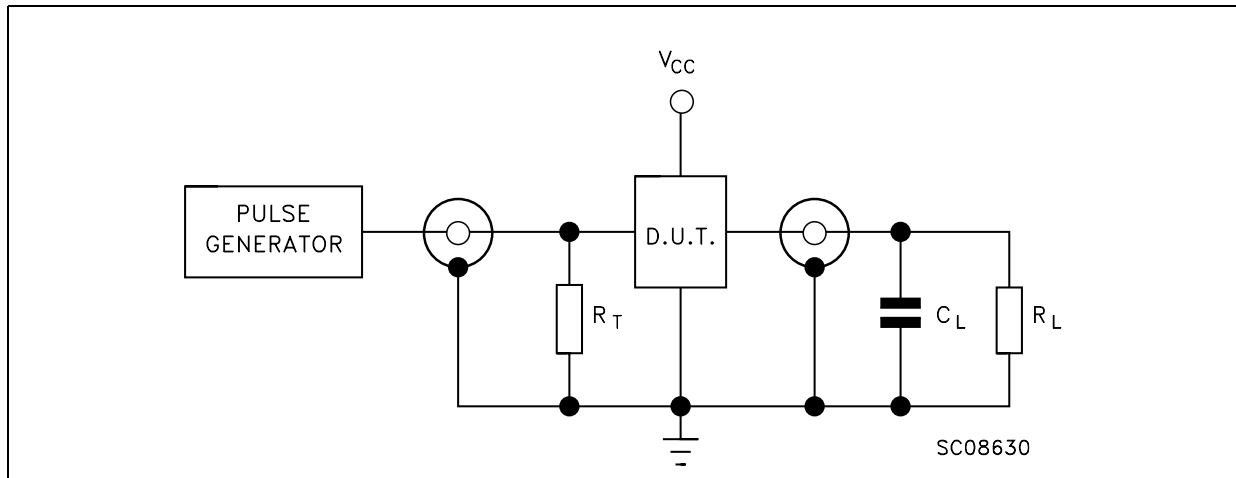 VCC
PULSE
GENERATOR
D.U.T.
RT
CL
RL
SC08630